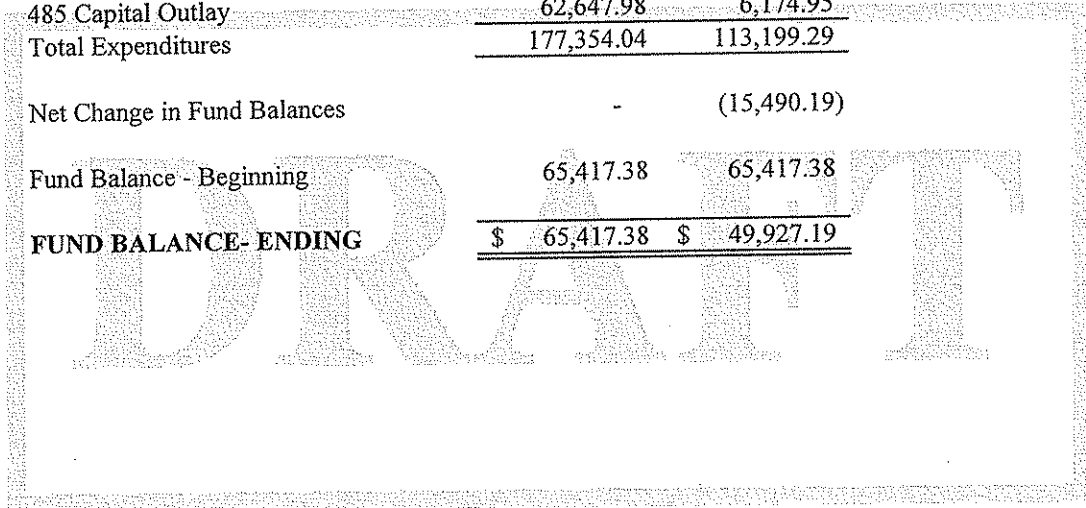 485 Capital Outlay 62,647.98 6,174.95
Total Expenditures 177,354.04 113,199.29
Net Change in Fund Balances - (15,490.19)
Fund Balance - Beginning 65,417.38 65,417.38
FUND BALANCE- ENDING $ 65,417.38 $ 49,927.19
DRAFT